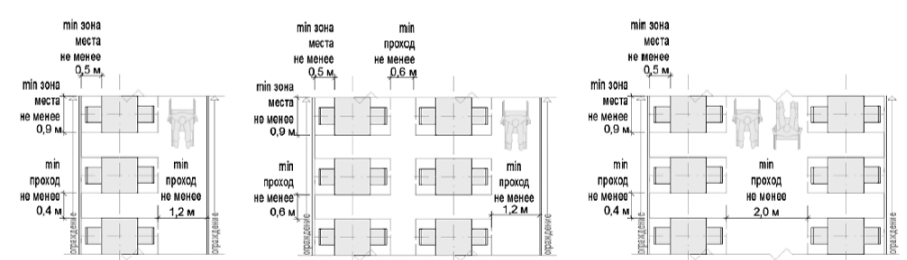 min зона
места
не менее
0,5 м
min зона
места
не менее
0,9 м
min
проход
не менее
0,4 м
min
проход
не менее
1,2 м
ограждение
ограждение
min зона
места
не менее
0,5 м
min
проход
не менее
0,6 м
min зона
места
не менее
0,9 м
min
проход
не менее
0,6 м
min
проход
не менее
1,2 м
ограждение
ограждение
min зона
места
не менее
0,5 м
min зона
места
не менее
0,9 м
min
проход
не менее
0,4 м
min
проход
не менее
2,0 м
ограждение
ограждение